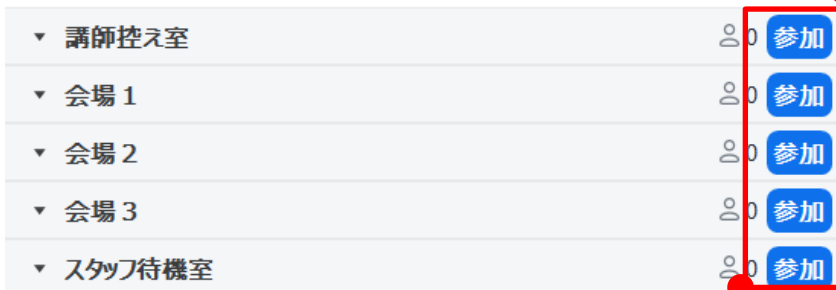 講師控え室 0 参加
会場１ 0 参加
会場２ 0 参加
会場３ 0 参加
スタッフ待機室 0 参加